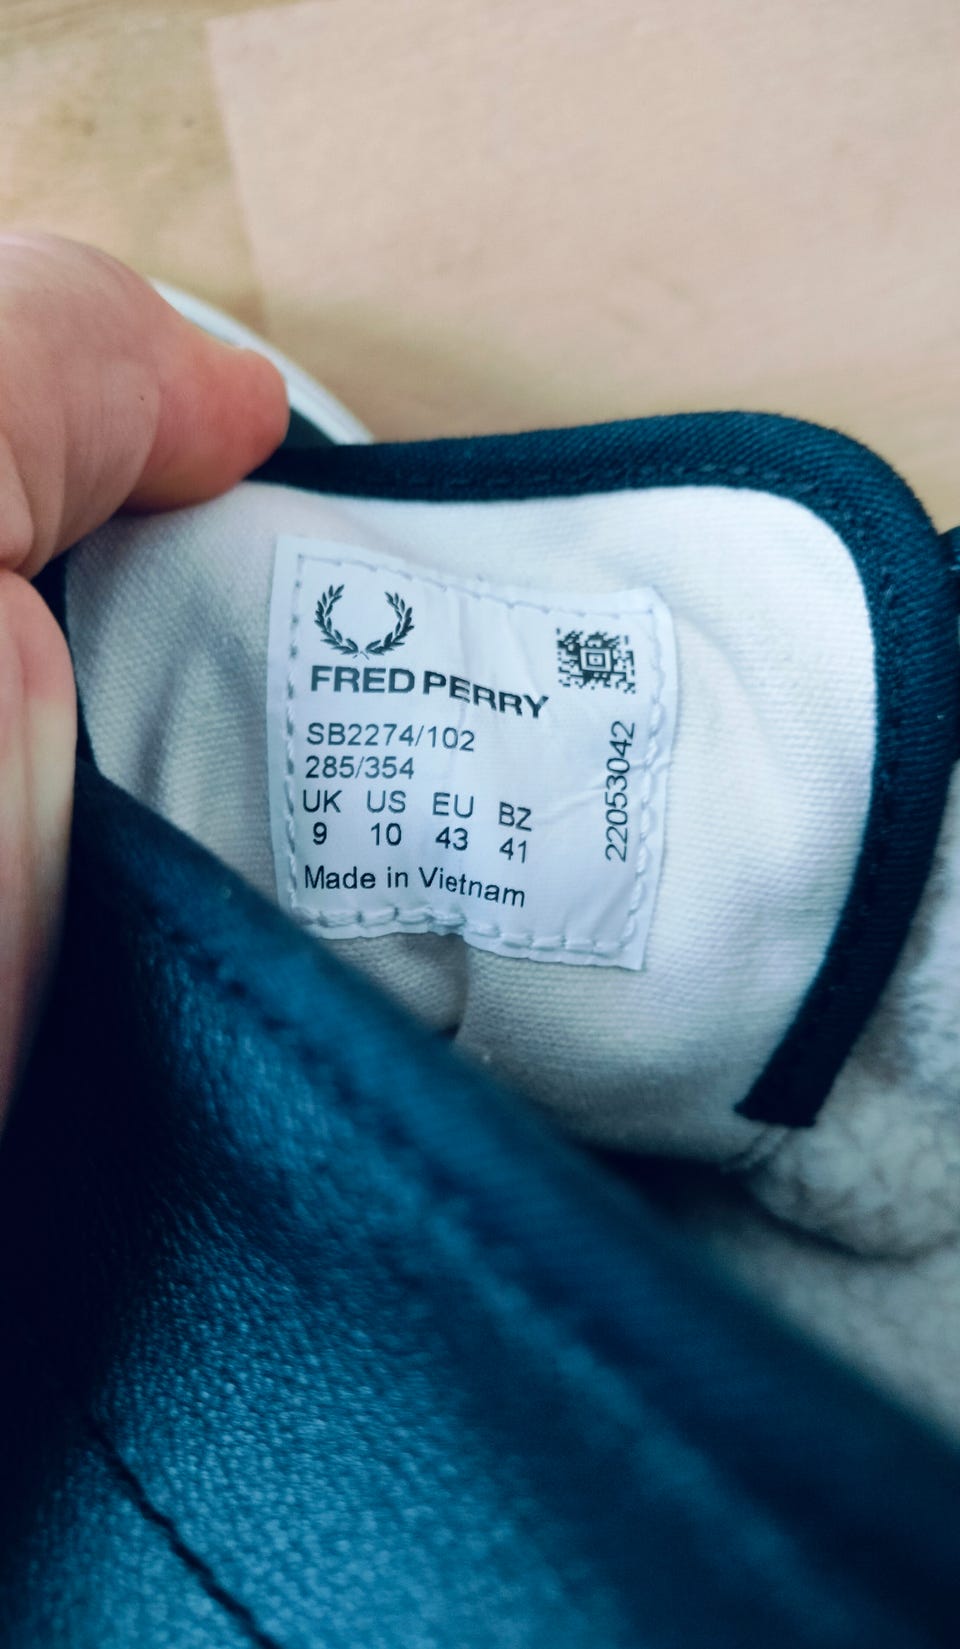 FRED PERRY
SB2274/102
285/354
UK US EU BZ
9 10 43 41
Made in Vietnam
22053042